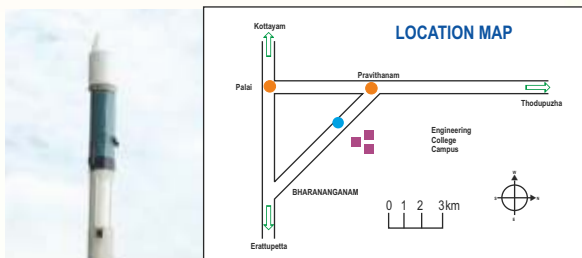 LOCATION MAP
Kottayam
Palai
Pravithanam
Thodupuzha
Engineering
College
Campus
BHARANANGANAM
0 1 2 3km
Erattupetta